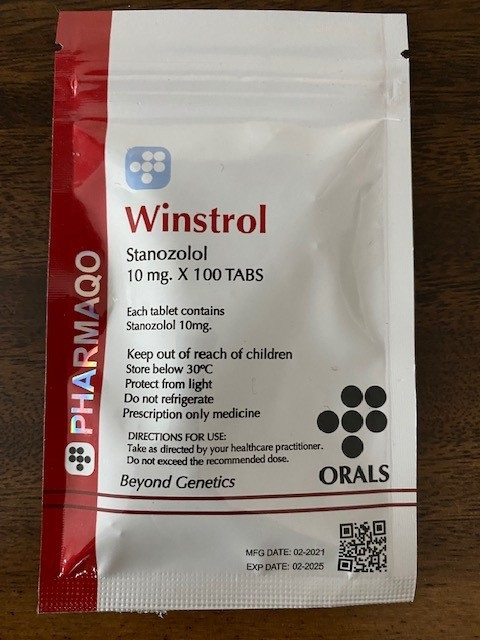 PHARMAQO
Winstrol
Stanozolol
10 mg. X 100 TABS
Each tablet contains
Stanozolol 10mg.
Keep out of reach of children
Store below 30ºC
Protect from light
Do not refrigerate
Prescription only medicine
DIRECTIONS FOR USE:
Take as directed by your healthcare practitioner.
Do not exceed the recommended dose.
Beyond Genetics
ORALS
MFG DATE: 02-2021
EXP DATE: 02-2025